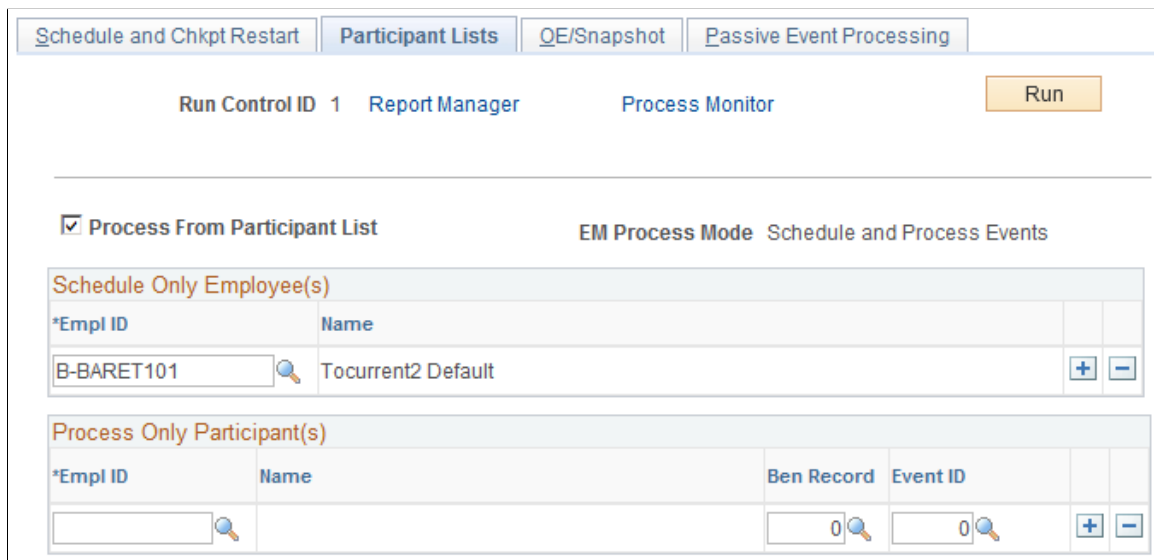 Schedule and Chkpt Restart Participant Lists OE/Snapshot Passive Event Processing
Run Control ID 1 Report Manager Process Monitor Run
Process From Participant List EM Process Mode Schedule and Process Events
Schedule Only Employee(s)
*Empl ID Name
B-BARET101 Tocurrent2 Default + −
Process Only Participant(s)
*Empl ID Name Ben Record Event ID
0 0 + −